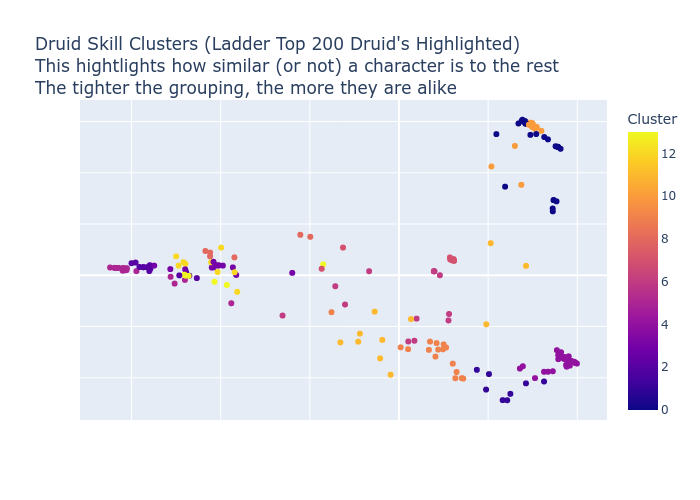 Druid Skill Clusters (Ladder Top 200 Druid's Highlighted)
This hightlights how similar (or not) a character is to the rest
The tighter the grouping, the more they are alike
Cluster
12
10
8
6
4
2
0